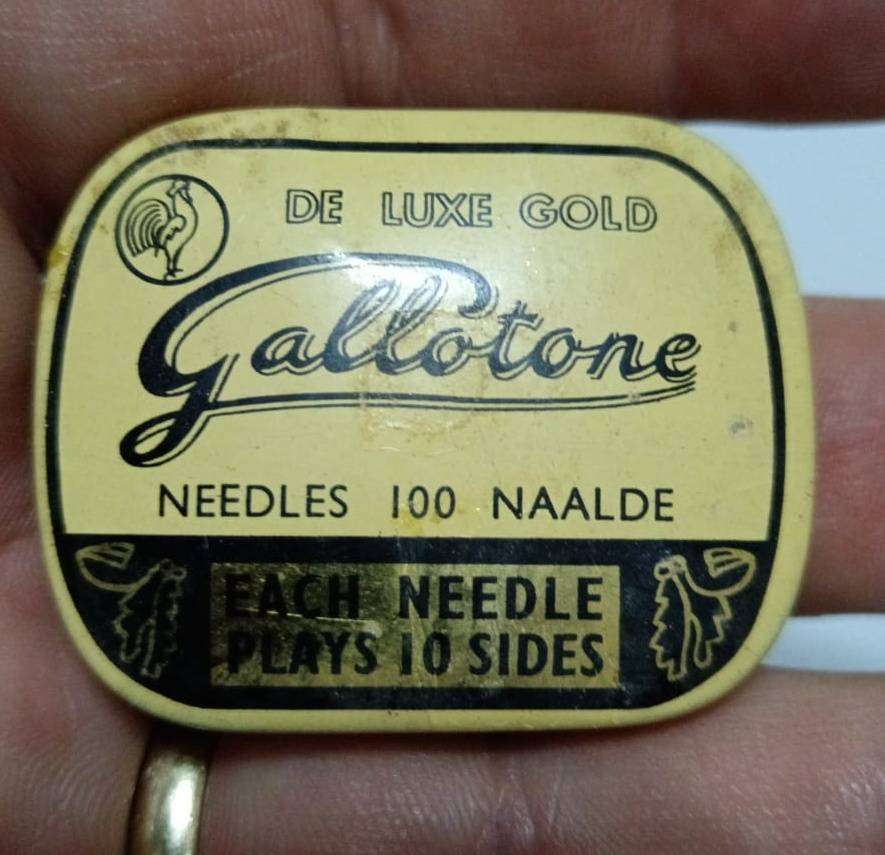 DE LUXE GOLD
Gallotone
NEEDLES 100 NAALDE
EACH NEEDLE
PLAYS 10 SIDES